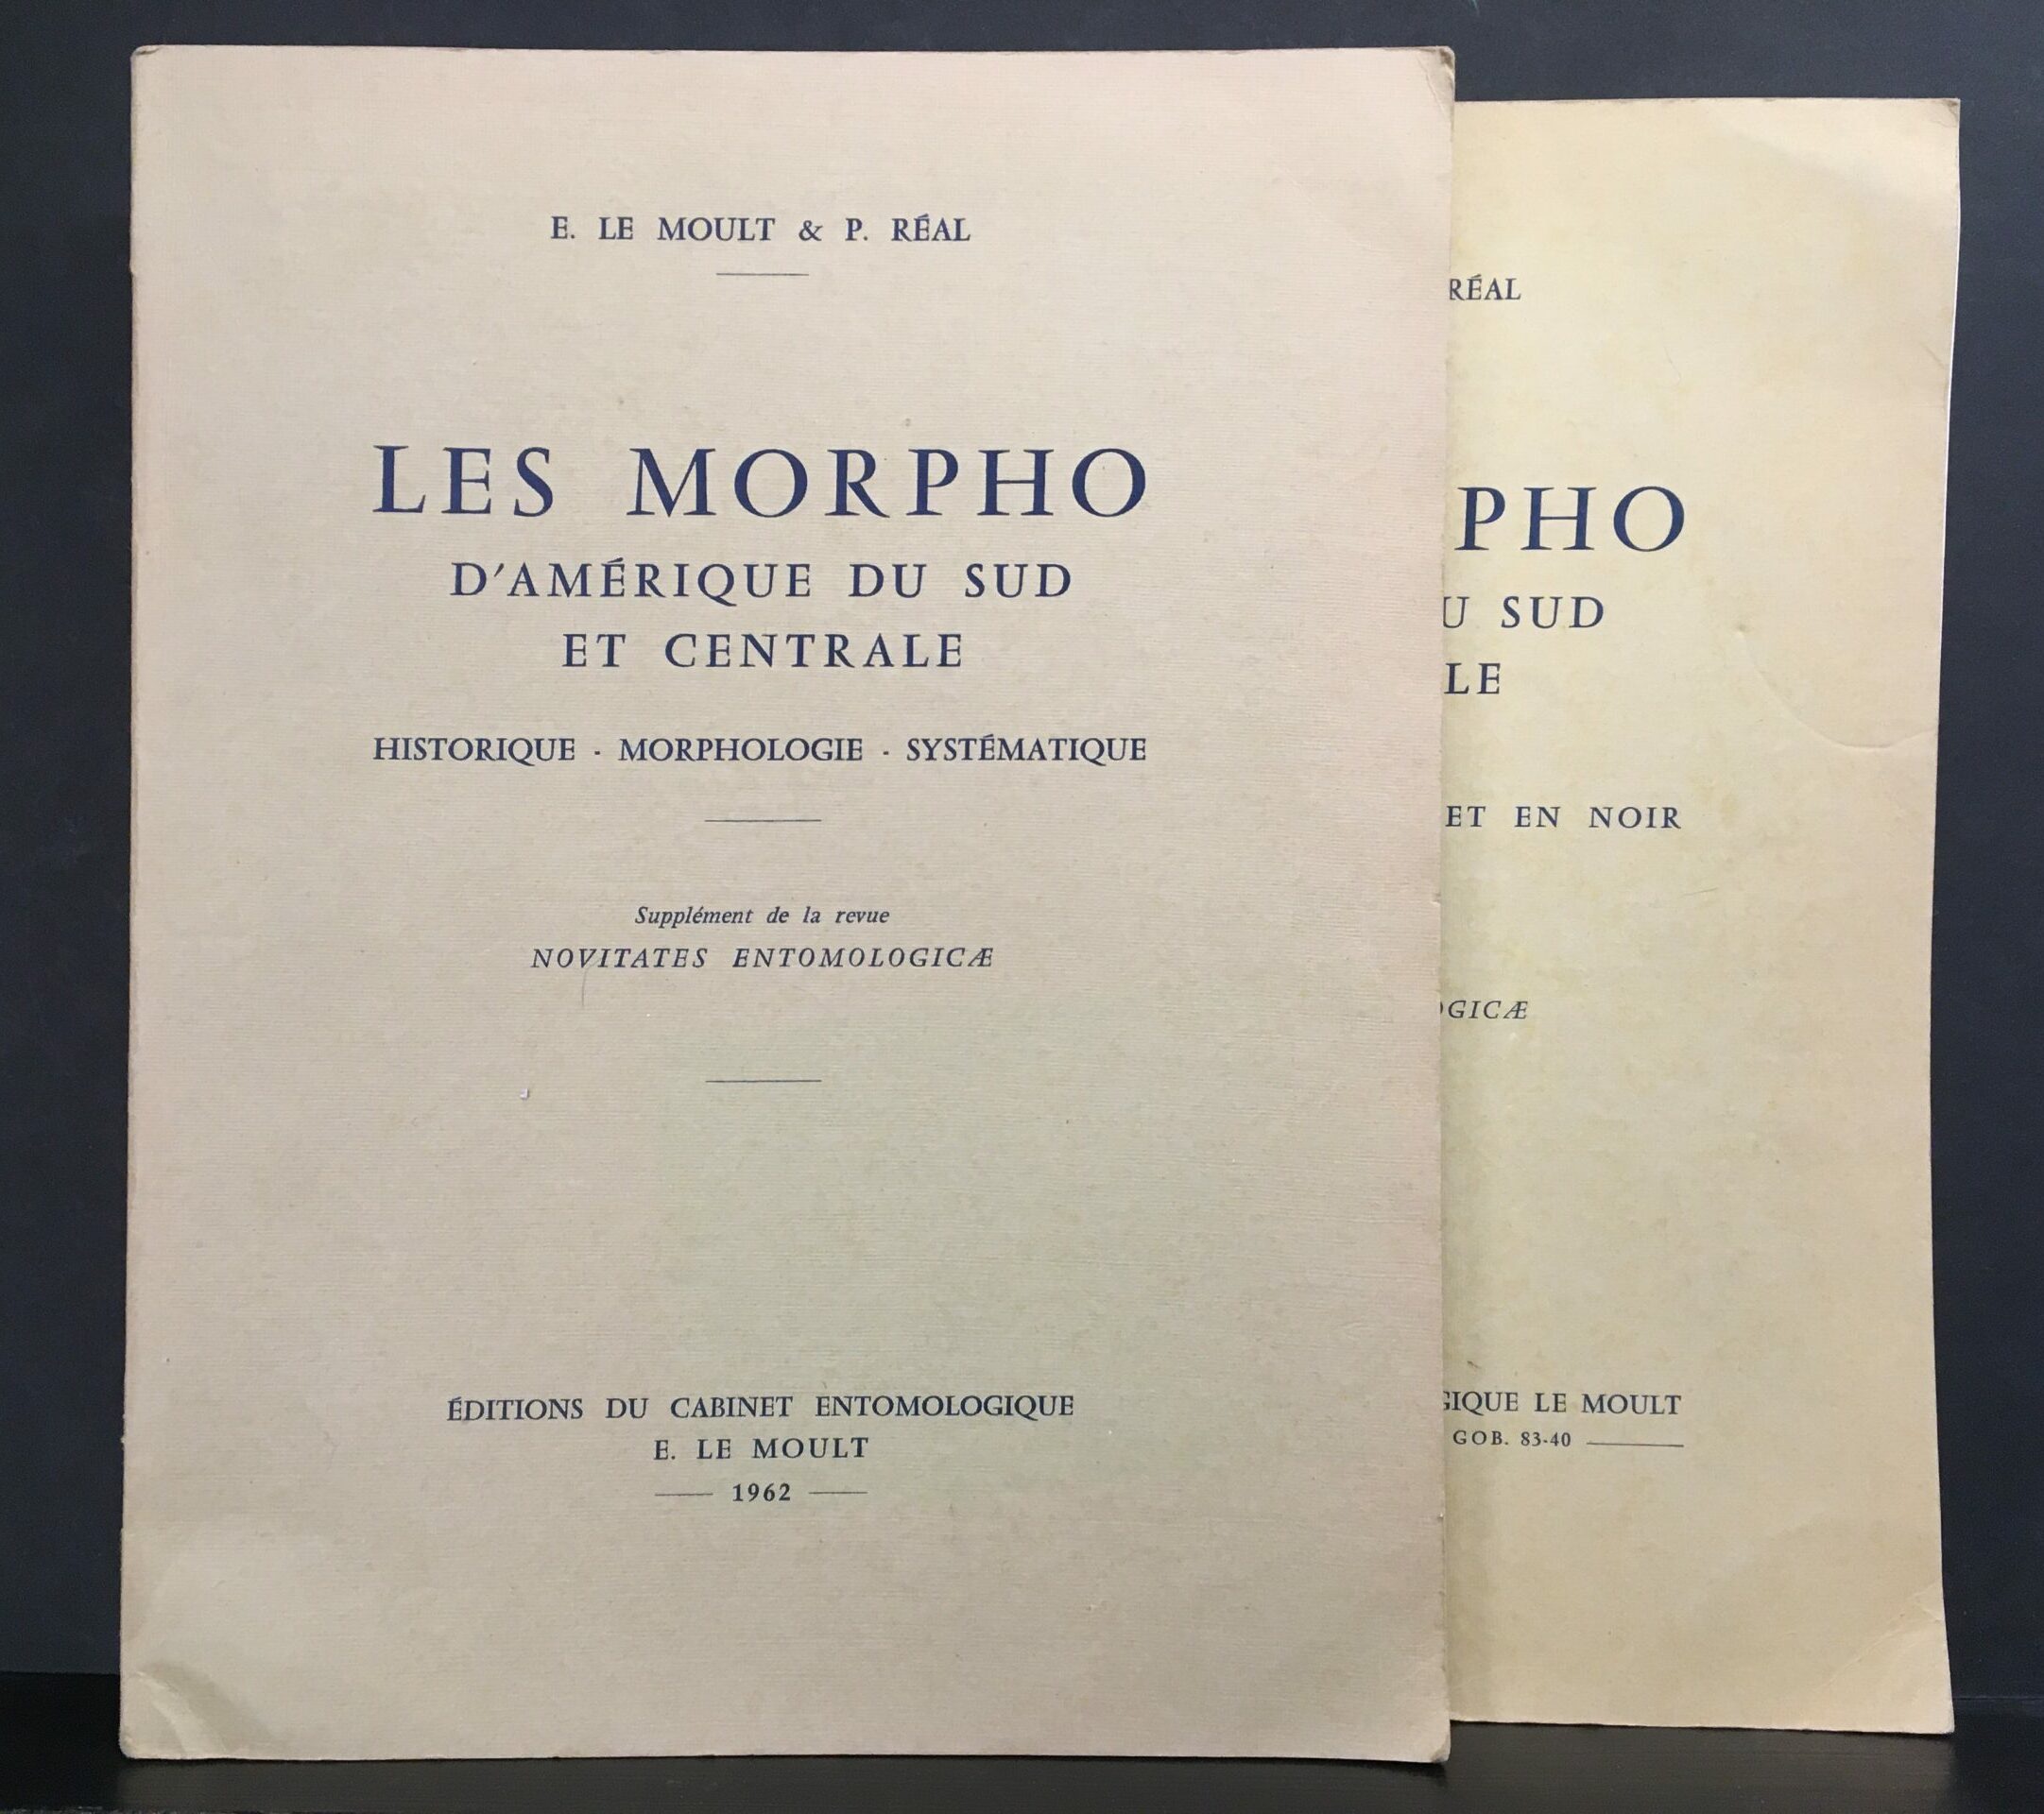 E. LE MOULT & P. RÉAL
LES MORPHO
D'AMÉRIQUE DU SUD
ET CENTRALE
HISTORIQUE - MORPHOLOGIE - SYSTÉMATIQUE
Supplément de la revue
NOVITATES ENTOMOLOGICÆ
ÉDITIONS DU CABINET ENTOMOLOGIQUE
E. LE MOULT
1962
RÉAL
PHO
U SUD
LE
ET EN NOIR
OGICÆ
GIQUE LE MOULT
GOB. 83-40